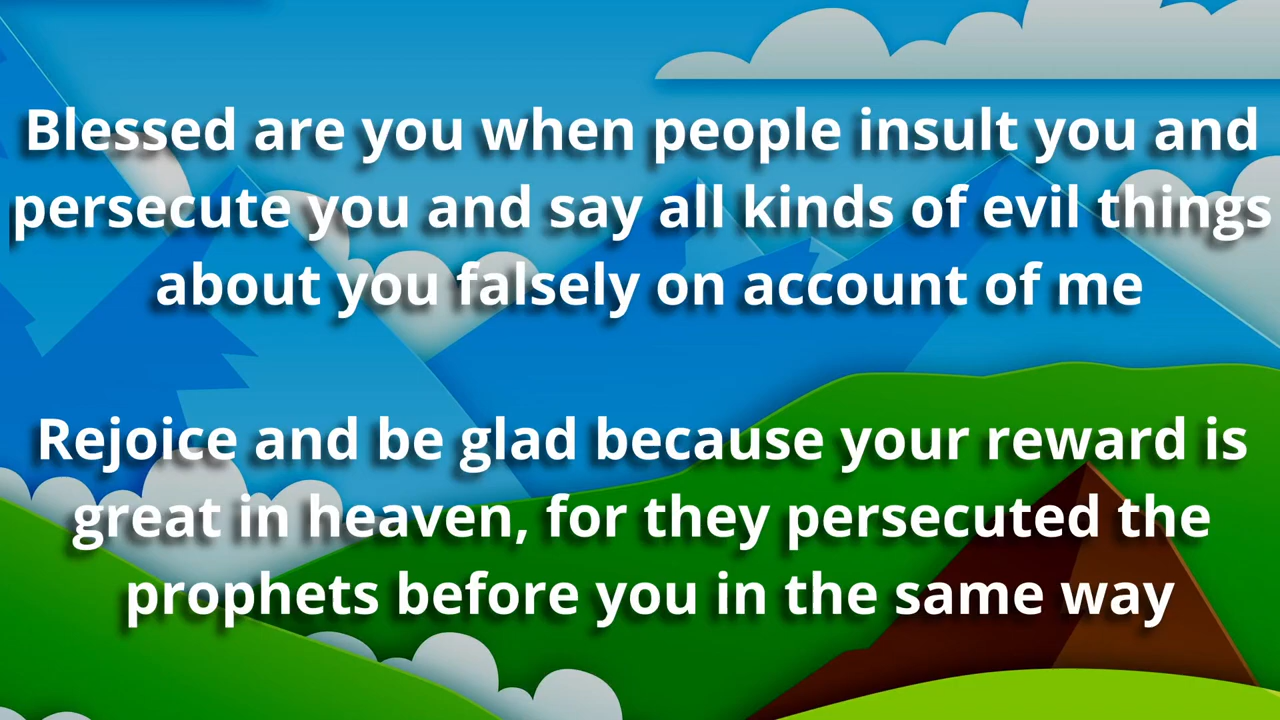 Blessed are you when people insult you and
persecute you and say all kinds of evil things
about you falsely on account of me
Rejoice and be glad because your reward is
great in heaven, for they persecuted the
prophets before you in the same way